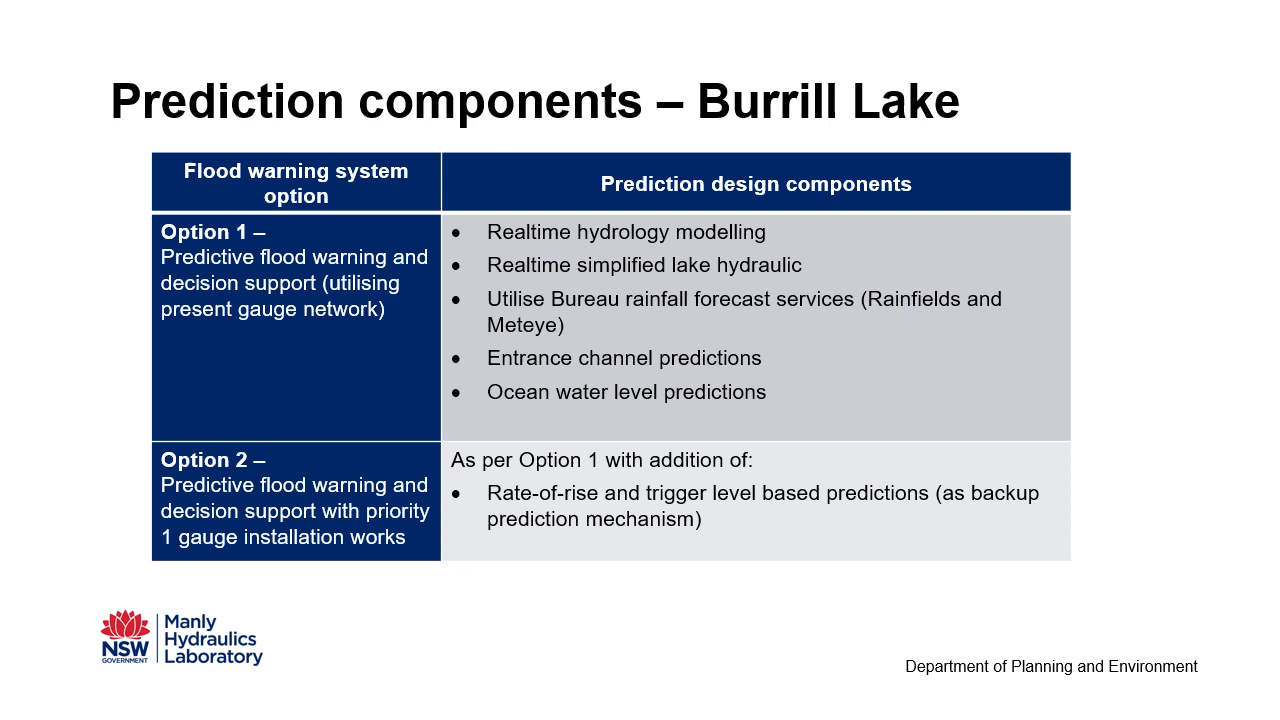 Prediction components – Burrill Lake
Flood warning system
option
Prediction design components
Option 1 –
Predictive flood warning and
decision support (utilising
present gauge network)
• Realtime hydrology modelling
• Realtime simplified lake hydraulic
• Utilise Bureau rainfall forecast services (Rainfields and
Meteye)
• Entrance channel predictions
• Ocean water level predictions
Option 2 –
Predictive flood warning and
decision support with priority
1 gauge installation works
As per Option 1 with addition of:
• Rate-of-rise and trigger level based predictions (as backup
prediction mechanism)
NSW
GOVERNMENT
Manly
Hydraulics
Laboratory
Department of Planning and Environment